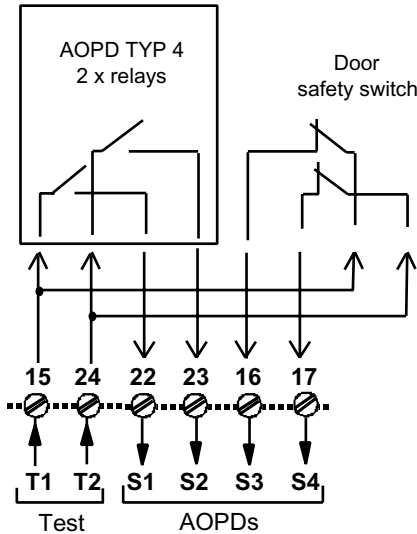 AOPD TYP 4
2 x relays
Door
safety switch
15 24 22 23 16 17
T1 T2 S1 S2 S3 S4
Test AOPDs